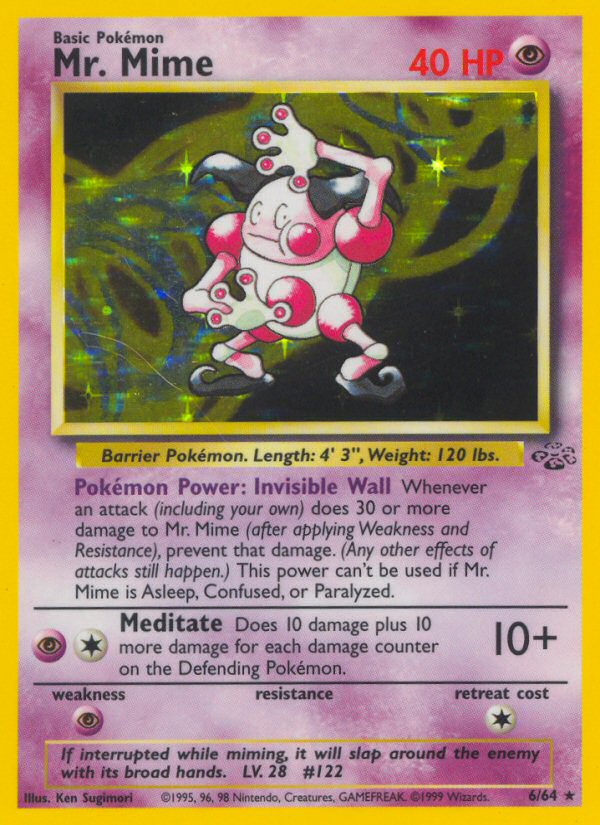 Basic Pokémon
Mr. Mime 40 HP
Barrier Pokémon. Length: 4' 3", Weight: 120 lbs.
Pokémon Power: Invisible Wall Whenever
an attack (including your own) does 30 or more
damage to Mr. Mime (after applying Weakness and
Resistance), prevent that damage. (Any other effects of
attacks still happen.) This power can't be used if Mr.
Mime is Asleep, Confused, or Paralyzed.
Meditate Does 10 damage plus 10
more damage for each damage counter
on the Defending Pokémon.
10+
weakness resistance retreat cost
If interrupted while miming, it will slap around the enemy
with its broad hands. LV. 28 #122
Illus. Ken Sugimori ©1995, 96, 98 Nintendo, Creatures, GAMEFREAK. ©1999 Wizards. 6/64 ★